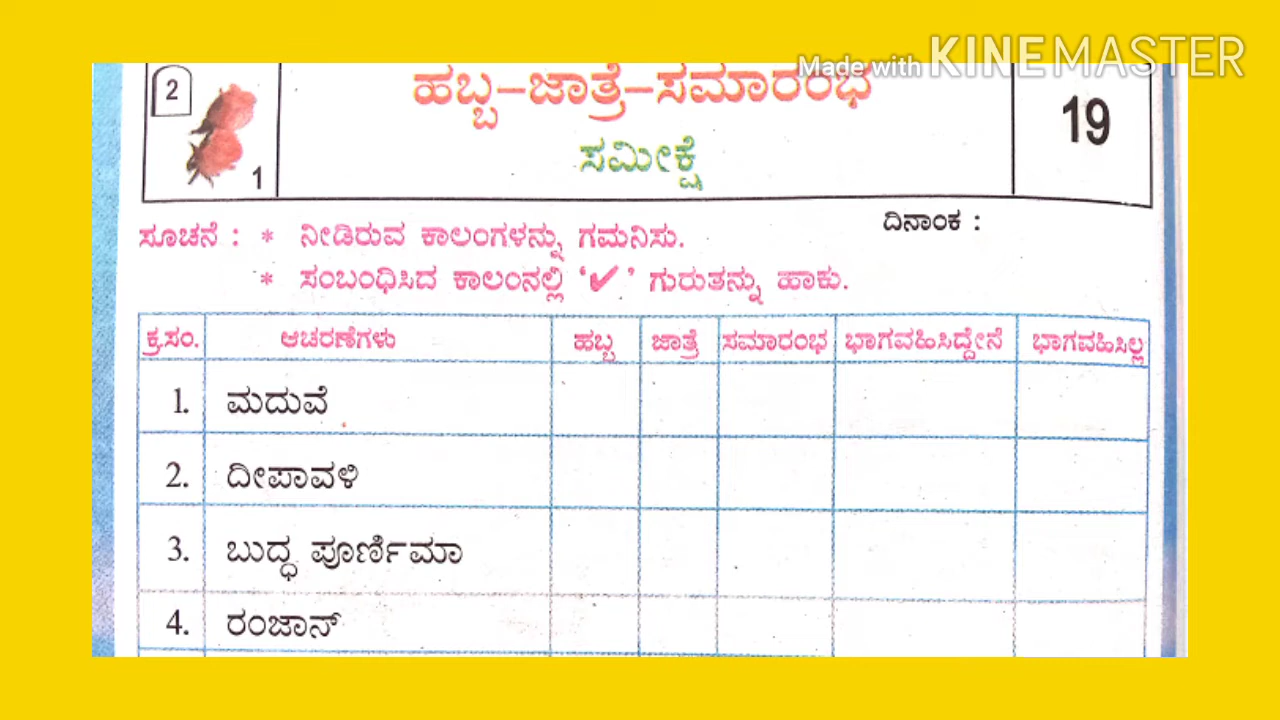 Made with KINEMASTER
2
ಹಬ್ಬ–ಜಾತ್ರೆ–ಸಮಾರಂಭ
19
ಸಮೀಕ್ಷೆ
1
ದಿನಾಂಕ :
ಸೂಚನೆ : * ನೀಡಿರುವ ಕಾಲಂಗಳನ್ನು ಗಮನಿಸು.
* ಸಂಬಂಧಿಸಿದ ಕಾಲಂನಲ್ಲಿ ‘✔’ ಗುರುತನ್ನು ಹಾಕು.
ಕ್ರ.ಸಂ. ಆಚರಣೆಗಳು ಹಬ್ಬ ಜಾತ್ರೆ ಸಮಾರಂಭ ಭಾಗವಹಿಸಿದ್ದೇನೆ ಭಾಗವಹಿಸಿಲ್ಲ
1. ಮದುವೆ
2. ದೀಪಾವಳಿ
3. ಬುದ್ಧ ಪೂರ್ಣಿಮಾ
4. ರಂಜಾನ್